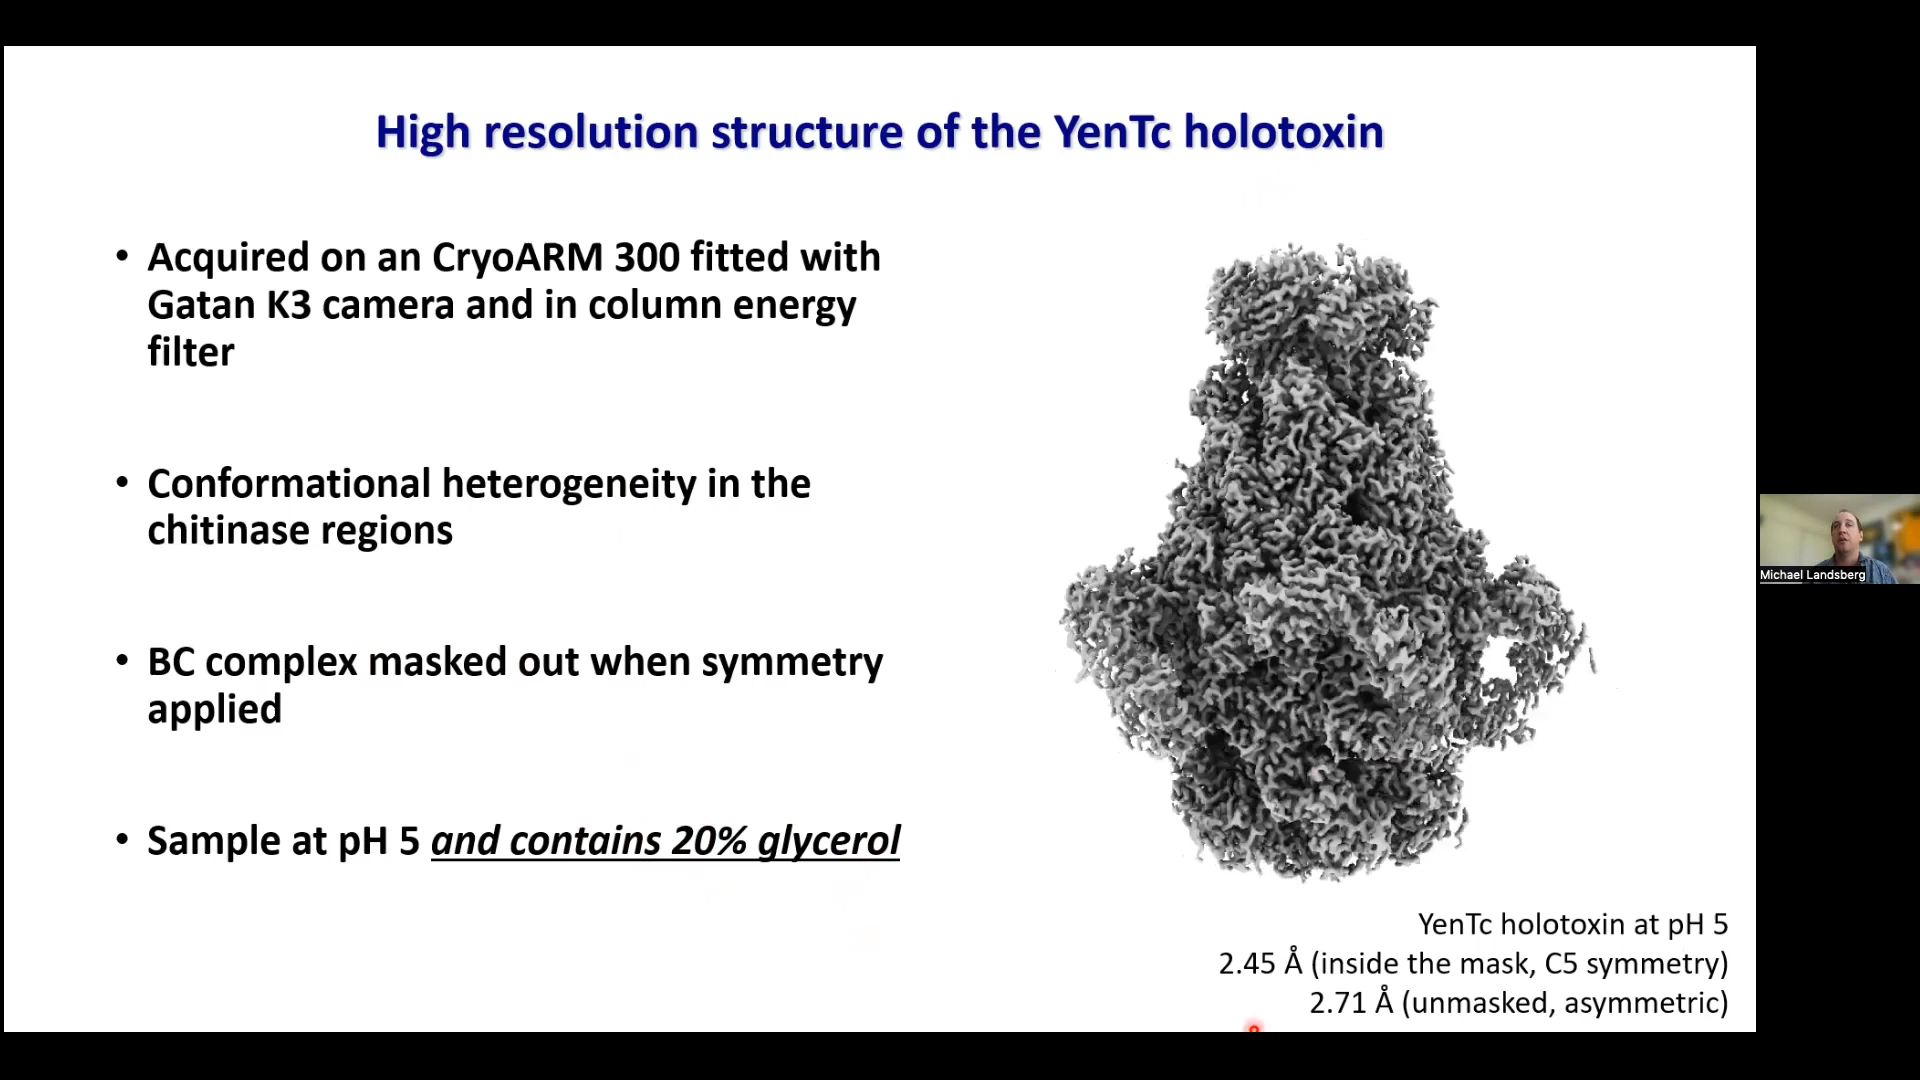 High resolution structure of the YenTc holotoxin
• Acquired on an CryoARM 300 fitted with
Gatan K3 camera and in column energy
filter
• Conformational heterogeneity in the
chitinase regions
• BC complex masked out when symmetry
applied
• Sample at pH 5 and contains 20% glycerol
YenTc holotoxin at pH 5
2.45 Å (inside the mask, C5 symmetry)
2.71 Å (unmasked, asymmetric)
Michael Landsberg